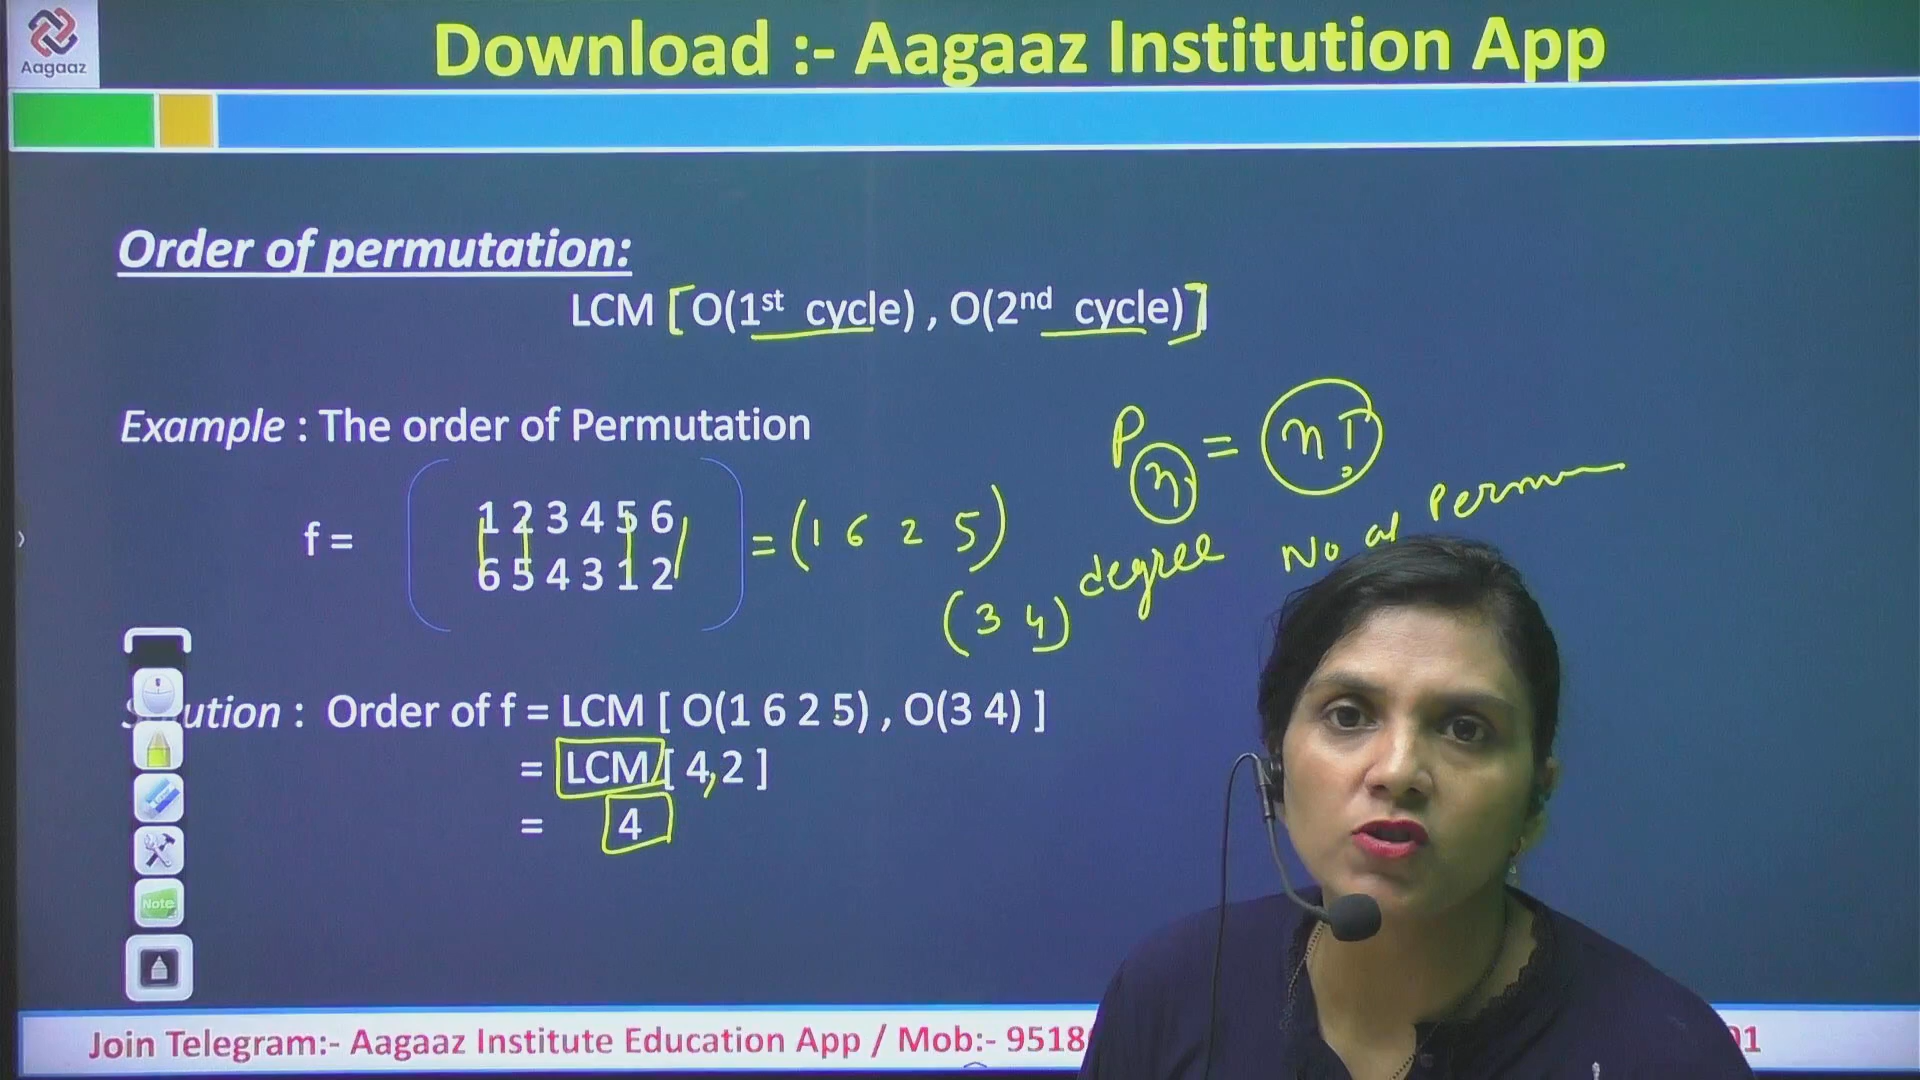 Aagaaz
Download :- Aagaaz Institution App
Order of permutation:
LCM [ O(1st cycle) , O(2nd cycle) ]
Example : The order of Permutation
f = 1 2 3 4 5 6
6 5 4 3 1 2
= (1 6 2 5)
(3 4)
Pn = n!
degree
No of Permu
ution : Order of f = LCM [ O(1 6 2 5) , O(3 4) ]
= LCM [ 4,2 ]
= 4
Note
Join Telegram:- Aagaaz Institute Education App / Mob:- 9518